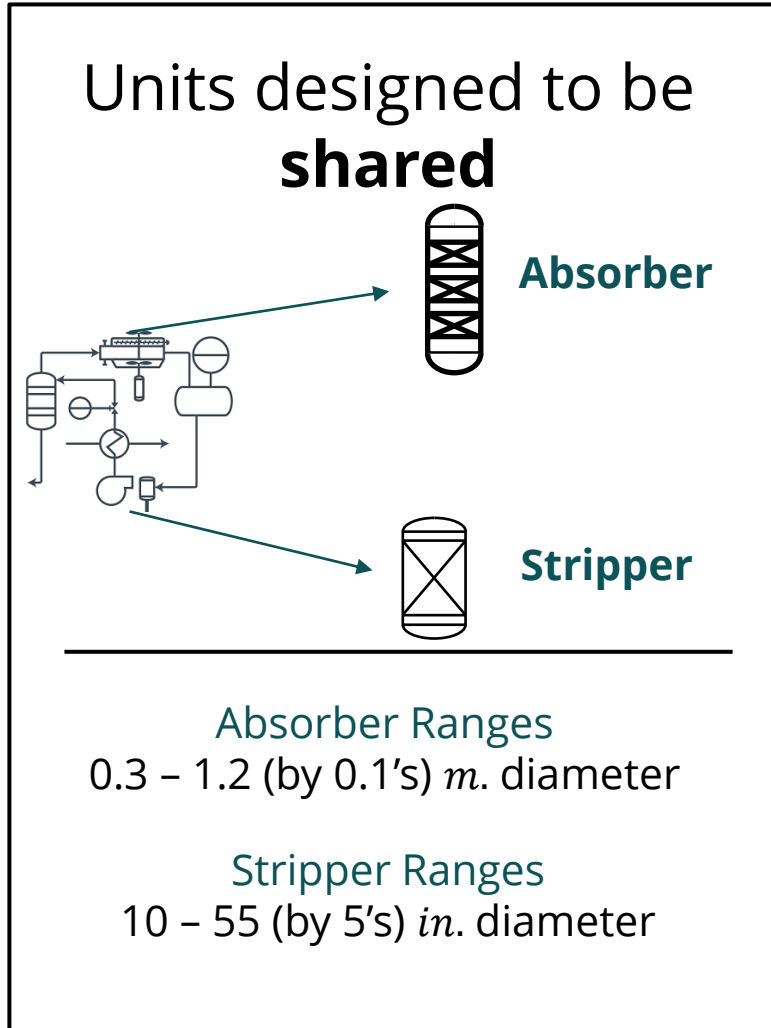 Units designed to be
shared
Absorber
Stripper
Absorber Ranges
0.3 – 1.2 (by 0.1’s) m. diameter
Stripper Ranges
10 – 55 (by 5’s) in. diameter